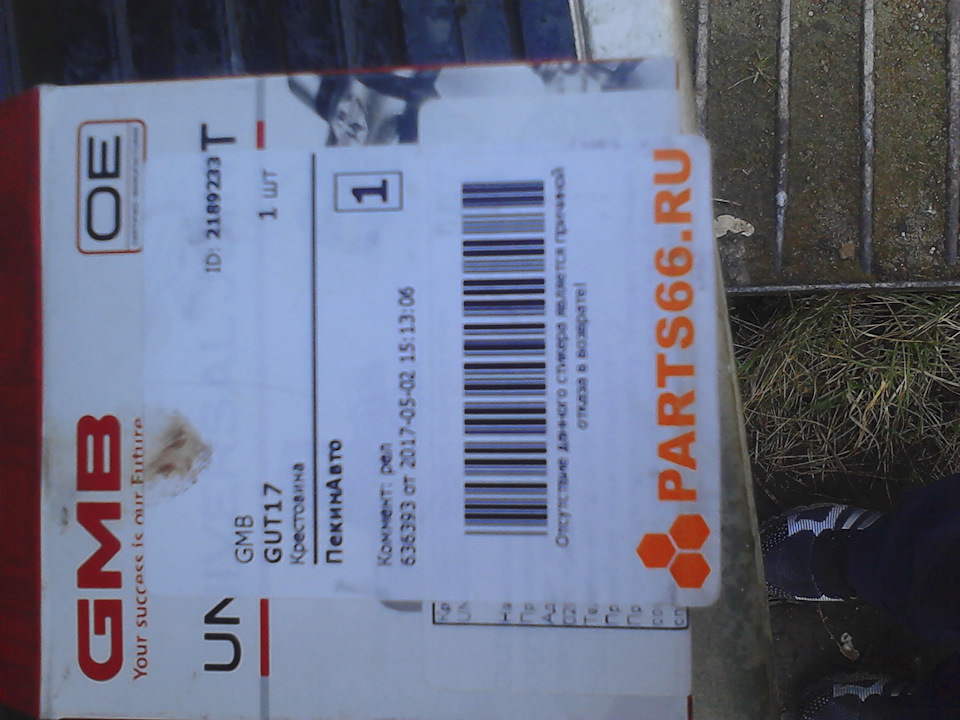 OE
GMB
Your success is our Future
UN
T
ID: 2189233
GMB
GUT17
1 шт
Крестовина
ПекинАвто
1
Коммент: рел
636393 от 2017-05-02 15:13:06
Отсутствие данного стикера является причиной
отказа в возврате!
PARTS66.RU